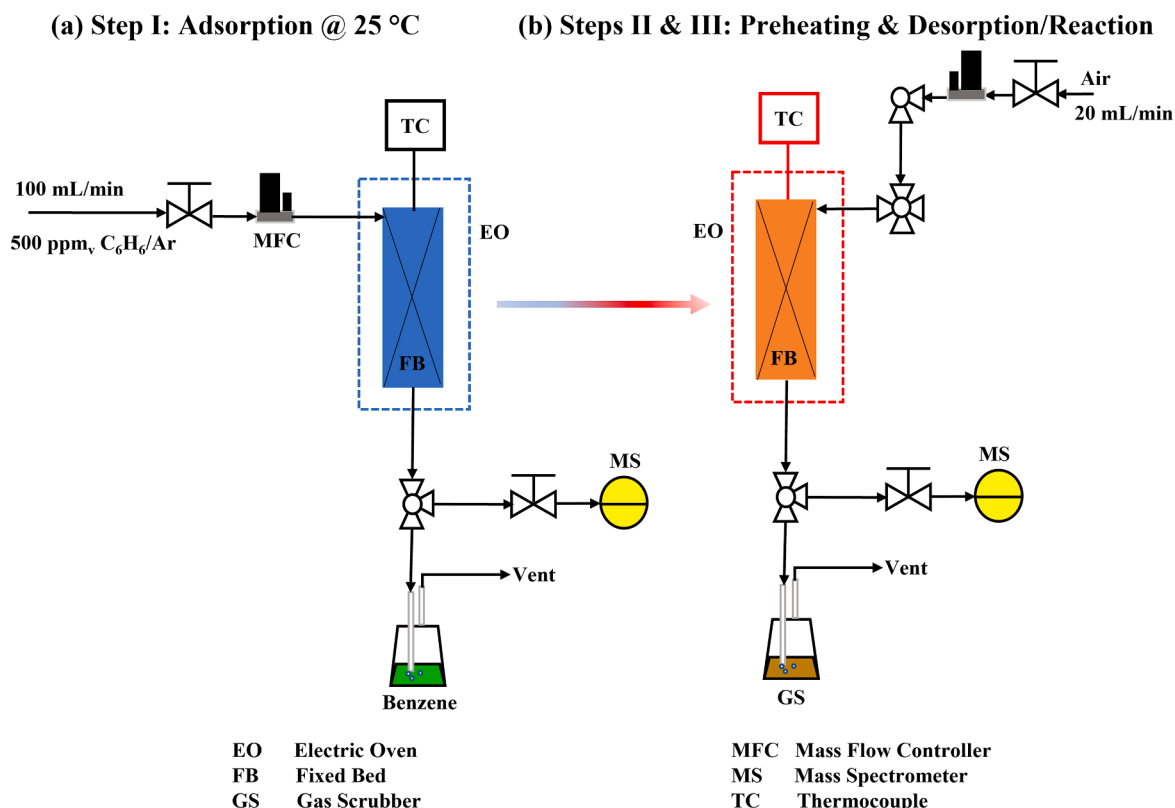 (a) Step I: Adsorption @ 25 °C
(b) Steps II & III: Preheating & Desorption/Reaction
TC
100 mL/min
500 ppmv C6H6/Ar
MFC
EO
FB
MS
Vent
Benzene
Air
20 mL/min
TC
EO
FB
MS
Vent
GS
EO Electric Oven
FB Fixed Bed
GS Gas Scrubber
MFC Mass Flow Controller
MS Mass Spectrometer
TC Thermocouple